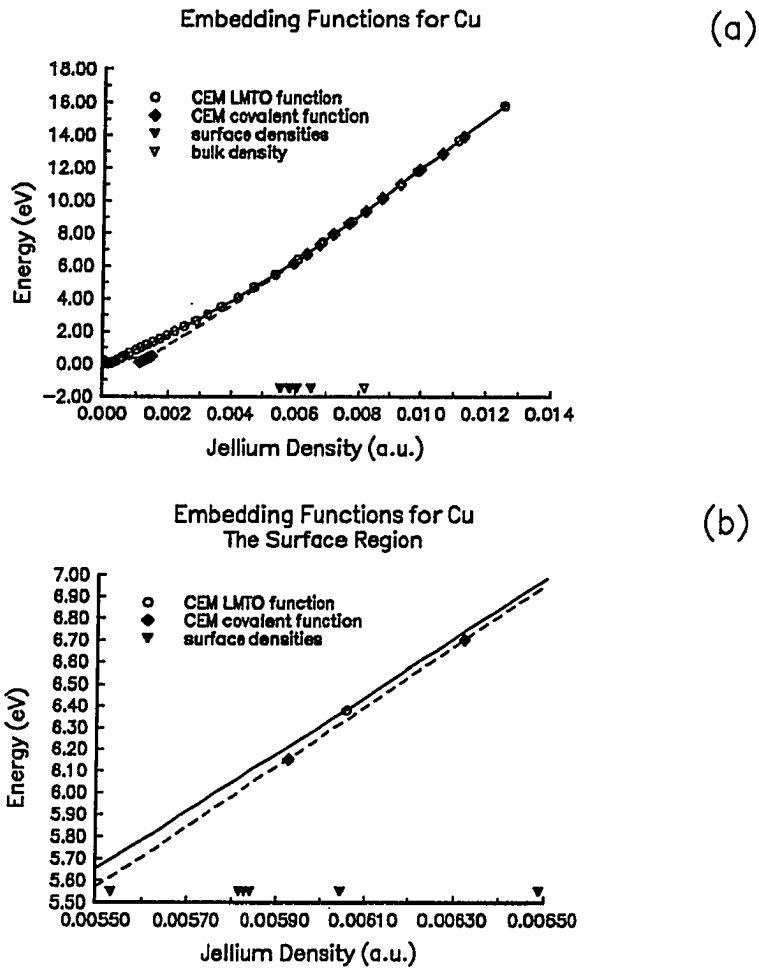 Embedding Functions for Cu
(a)
18.00
16.00
14.00
12.00
10.00
8.00
6.00
4.00
2.00
0.00
−2.00
Energy (eV)
CEM LMTO function
CEM covalent function
surface densities
bulk density
0.000 0.002 0.004 0.006 0.008 0.010 0.012 0.014
Jellium Density (a.u.)
Embedding Functions for Cu
The Surface Region
(b)
7.00
6.90
6.80
6.70
6.60
6.50
6.40
6.30
6.20
6.10
6.00
5.90
5.80
5.70
5.60
5.50
Energy (eV)
CEM LMTO function
CEM covalent function
surface densities
0.00550 0.00570 0.00590 0.00610 0.00630 0.00650
Jellium Density (a.u.)